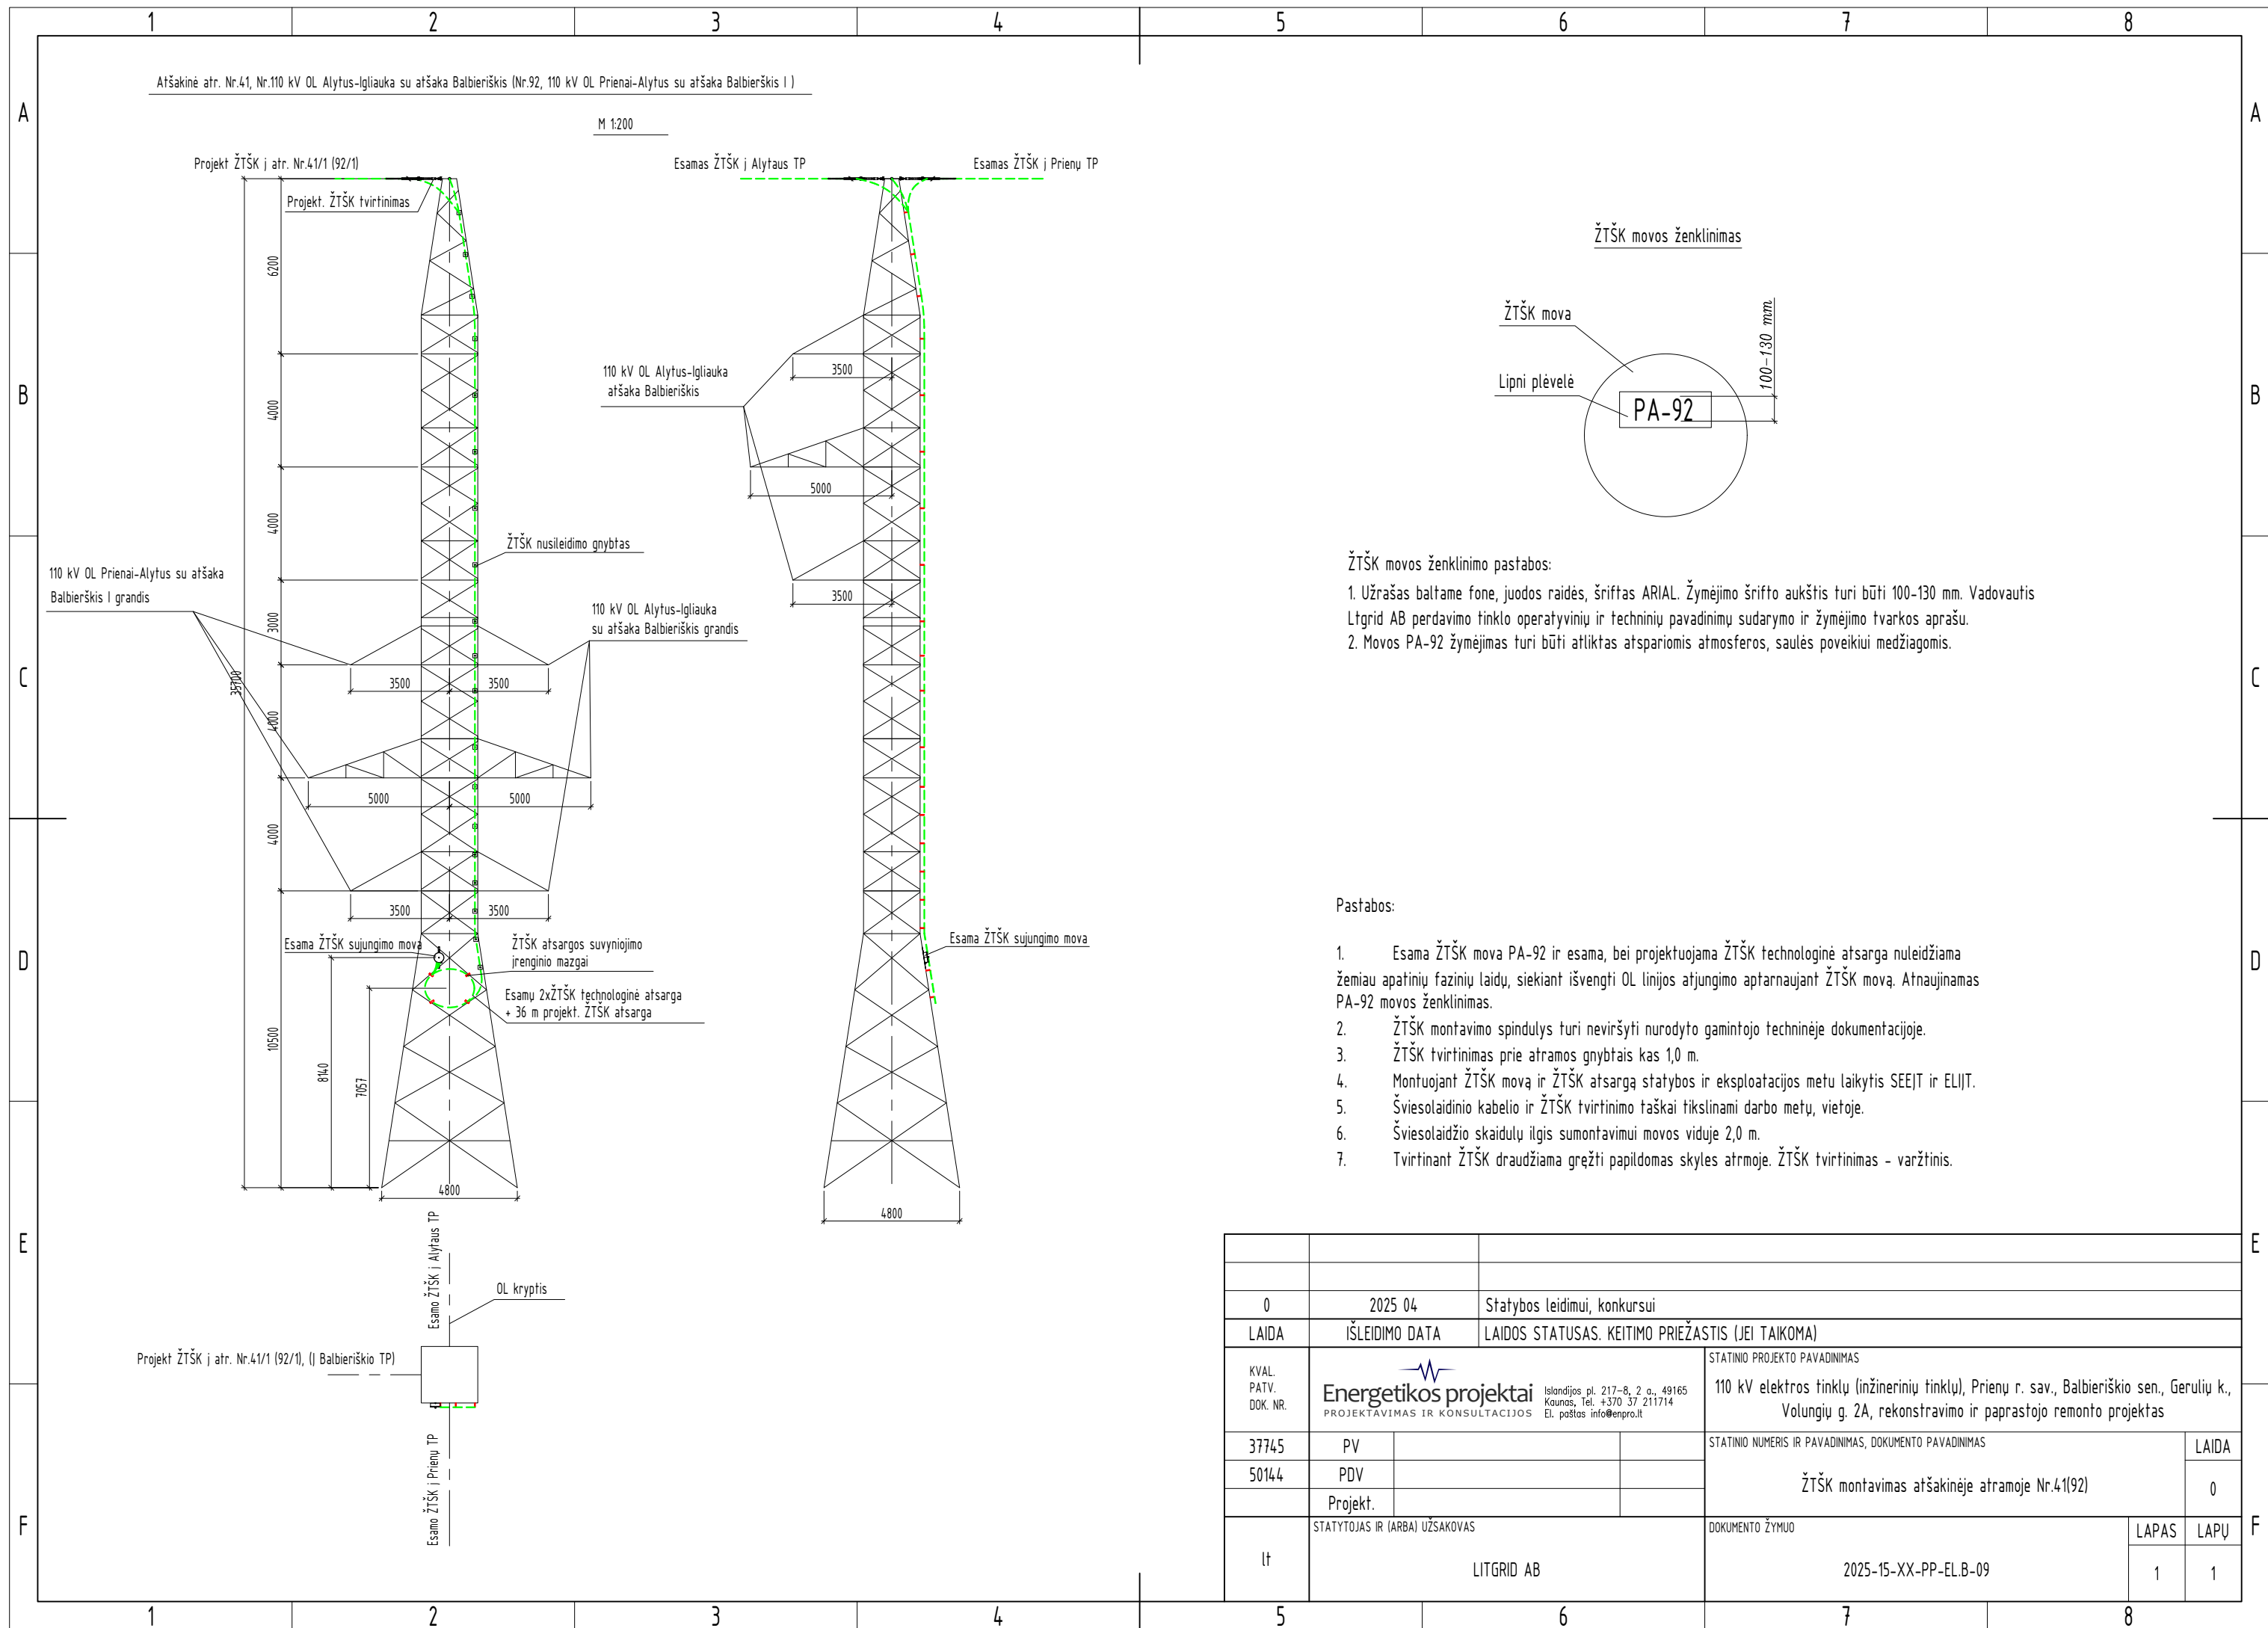 1 2 3 4 5 6 7 8
A
B
C
D
E
F
A
B
C
D
E
F
Atšakinė atr. Nr.41, Nr.110 kV OL Alytus-Igliauka su atšaka Balbieriškis (Nr.92, 110 kV OL Prienai-Alytus su atšaka Balbierškis I )
M 1:200
Projekt ŽTŠK į atr. Nr.41/1 (92/1)
Projekt. ŽTŠK tvirtinimas
Esamas ŽTŠK į Alytaus TP
Esamas ŽTŠK į Prienų TP
6200
4000
4000
3000
4000
4000
10500
35700
8140
7057
110 kV OL Alytus-Igliauka
atšaka Balbieriškis
3500
5000
3500
ŽTŠK nusileidimo gnybtas
110 kV OL Prienai-Alytus su atšaka
Balbierškis I grandis
110 kV OL Alytus-Igliauka
su atšaka Balbieriškis grandis
3500 3500
5000 5000
3500 3500
Esama ŽTŠK sujungimo mova
ŽTŠK atsargos suvyniojimo
įrenginio mazgai
Esamų 2xŽTŠK technologinė atsarga
+ 36 m projekt. ŽTŠK atsarga
Esama ŽTŠK sujungimo mova
4800
4800
Esamo ŽTŠK į Alytaus TP
OL kryptis
Projekt ŽTŠK į atr. Nr.41/1 (92/1), (Į Balbieriškio TP)
Esamo ŽTŠK į Prienų TP
ŽTŠK movos ženklinimas
ŽTŠK mova
Lipni plėvelė
PA-92
100-130 mm
ŽTŠK movos ženklinimo pastabos:
1. Užrašas baltame fone, juodos raidės, šriftas ARIAL. Žymėjimo šrifto aukštis turi būti 100-130 mm. Vadovautis
Ltgrid AB perdavimo tinklo operatyvinių ir techninių pavadinimų sudarymo ir žymėjimo tvarkos aprašu.
2. Movos PA-92 žymėjimas turi būti atliktas atspariomis atmosferos, saulės poveikiui medžiagomis.
Pastabos:
1. Esama ŽTŠK mova PA-92 ir esama, bei projektuojama ŽTŠK technologinė atsarga nuleidžiama
žemiau apatinių fazinių laidų, siekiant išvengti OL linijos atjungimo aptarnaujant ŽTŠK movą. Atnaujinamas
PA-92 movos ženklinimas.
2. ŽTŠK montavimo spindulys turi neviršyti nurodyto gamintojo techninėje dokumentacijoje.
3. ŽTŠK tvirtinimas prie atramos gnybtais kas 1,0 m.
4. Montuojant ŽTŠK movą ir ŽTŠK atsargą statybos ir eksploatacijos metu laikytis SEEĮT ir ELIĮT.
5. Šviesolaidinio kabelio ir ŽTŠK tvirtinimo taškai tikslinami darbo metų, vietoje.
6. Šviesolaidžio skaidulų ilgis sumontavimui movos viduje 2,0 m.
7. Tvirtinant ŽTŠK draudžiama gręžti papildomas skyles atrmoje. ŽTŠK tvirtinimas - varžtinis.
0 2025 04 Statybos leidimui, konkursui
LAIDA IŠLEIDIMO DATA LAIDOS STATUSAS. KEITIMO PRIEŽASTIS (JEI TAIKOMA)
KVAL.
PATV.
DOK. NR.
Energetikos projektai
PROJEKTAVIMAS IR KONSULTACIJOS
Islandijos pl. 217-8, 2 a., 49165
Kaunas, Tel. +370 37 211714
El. paštas info@enpro.lt
STATINIO PROJEKTO PAVADINIMAS
110 kV elektros tinklų (inžinerinių tinklų), Prienų r. sav., Balbieriškio sen., Gerulių k.,
Volungių g. 2A, rekonstravimo ir paprastojo remonto projektas
37745 PV
50144 PDV
Projekt.
STATINIO NUMERIS IR PAVADINIMAS, DOKUMENTO PAVADINIMAS
ŽTŠK montavimas atšakinėje atramoje Nr.41(92)
LAIDA
0
lt
STATYTOJAS IR (ARBA) UŽSAKOVAS
LITGRID AB
DOKUMENTO ŽYMUO
2025-15-XX-PP-EL.B-09
LAPAS LAPŲ
1 1
1 2 3 4 5 6 7 8